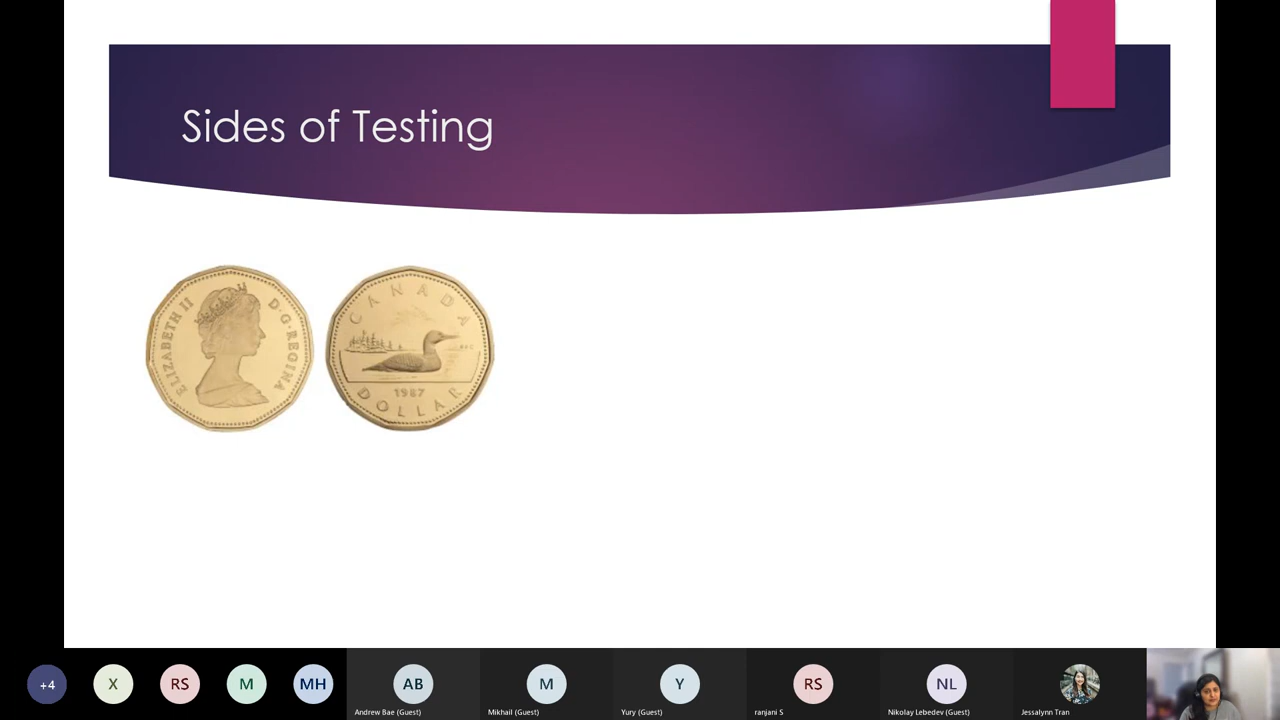 Sides of Testing
ELIZABETH II
D·G·REGINA
CANADA
1987
DOLLAR
+4
X
RS
M
MH
AB
M
Y
RS
NL
Andrew Bae (Guest)
Mikhail (Guest)
Yury (Guest)
ranjani S
Nikolay Lebedev (Guest)
Jessalynn Tran